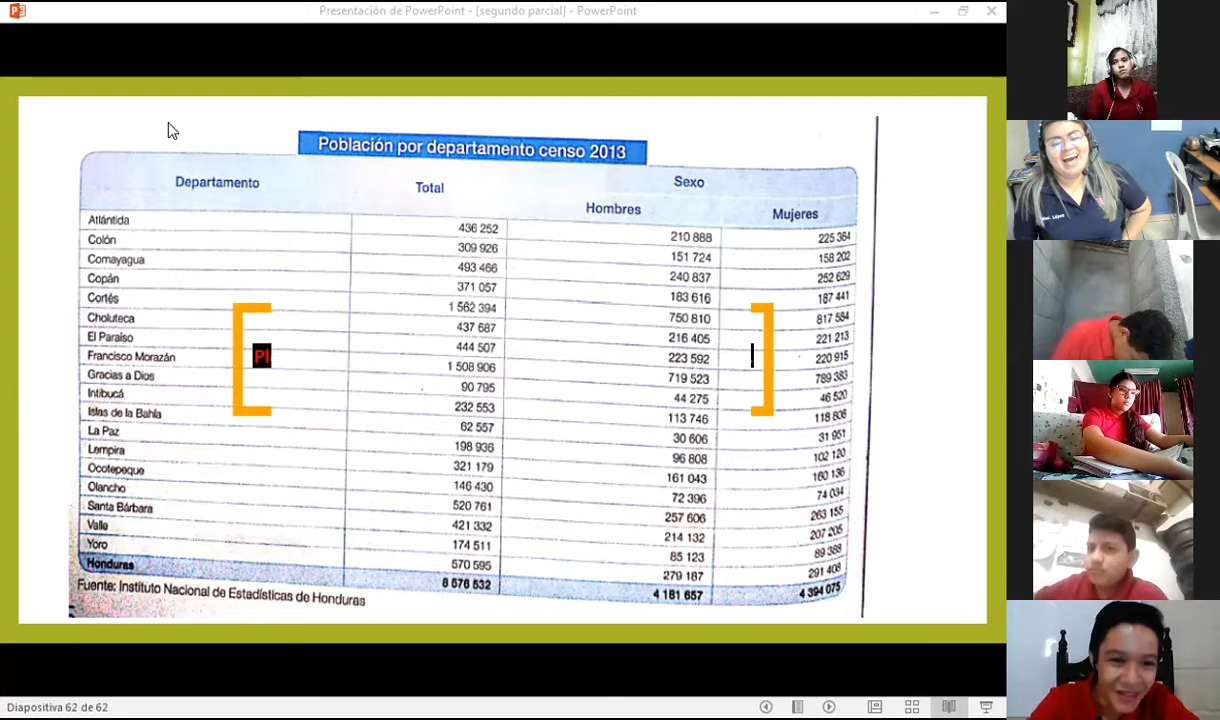 Presentación de PowerPoint - [segundo parcial] - PowerPoint
Población por departamento censo 2013
Departamento Total Sexo
Hombres Mujeres
Atlántida 436 252 210 888 225 364
Colón 309 926 151 724 158 202
Comayagua 493 466 240 837 252 629
Copán 371 057 183 616 187 441
Cortés 1 562 394 750 810 817 584
Choluteca 437 687 216 405 221 213
El Paraíso 444 507 223 592 220 915
Francisco Morazán 1 508 906 719 523 789 383
Gracias a Dios 90 795 44 275 46 520
Intibucá 232 553 113 746 118 808
Islas de la Bahía 62 557 30 606 31 951
La Paz 198 936 96 808 102 120
Lempira 321 179 161 043 160 136
Ocotepeque 146 430 72 396 74 034
Olancho 520 761 257 606 263 155
Santa Bárbara 421 332 214 132 207 205
Valle 174 511 85 123 89 388
Yoro 570 595 279 187 291 408
Honduras 8 576 532 4 181 657 4 394 075
Fuente: Instituto Nacional de Estadísticas de Honduras
Pl
Diapositiva 62 de 62